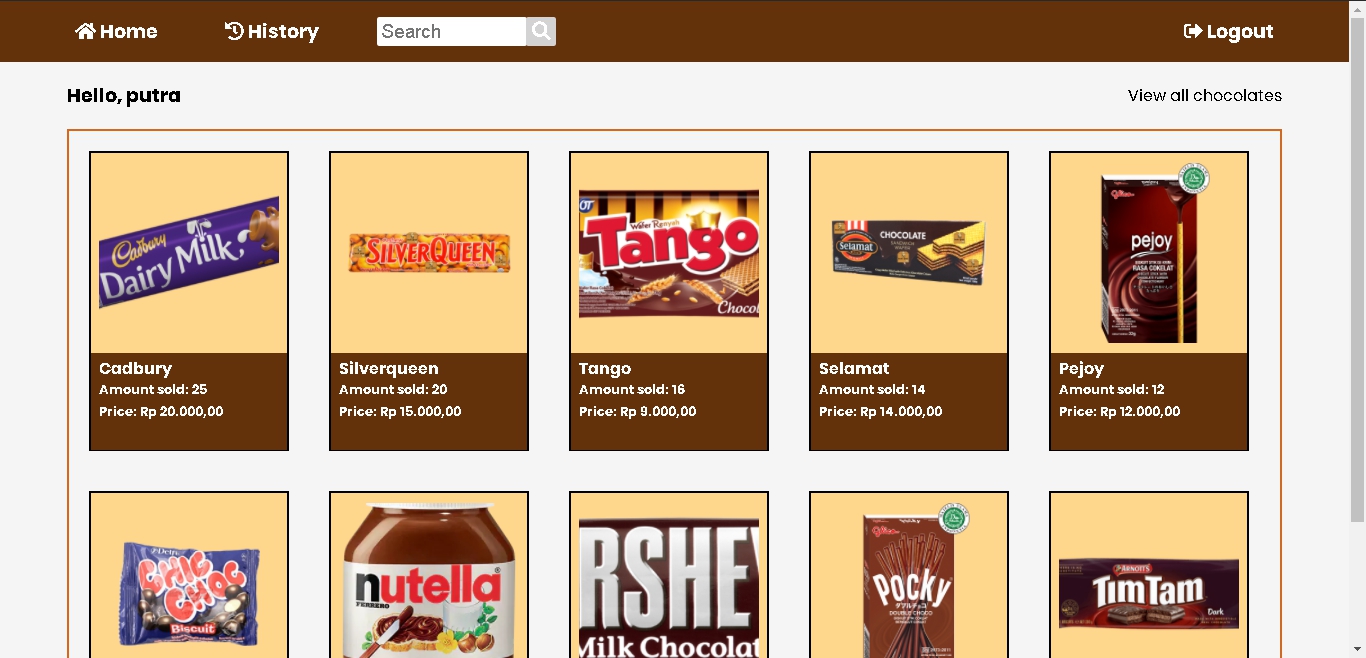 Home
History
Search
Logout
Hello, putra
View all chocolates
Cadbury
Dairy Milk
SILVERQUEEN
Wafer Renyah
Tango
Chocol
Selamat
CHOCOLATE
SANDWICH
WAFER
Glico
pejoy
RASA COKELAT
Cadbury
Amount sold: 25
Price: Rp 20.000,00
Silverqueen
Amount sold: 20
Price: Rp 15.000,00
Tango
Amount sold: 16
Price: Rp 9.000,00
Selamat
Amount sold: 14
Price: Rp 14.000,00
Pejoy
Amount sold: 12
Price: Rp 12.000,00
Delfi
CHIC
CHOC
Biscuit
nutella
FERRERO
RSHE
Milk Chocolat
Glico
POCKY
DOUBLE CHOCO
ARNOTT'S
TimTam
Dark